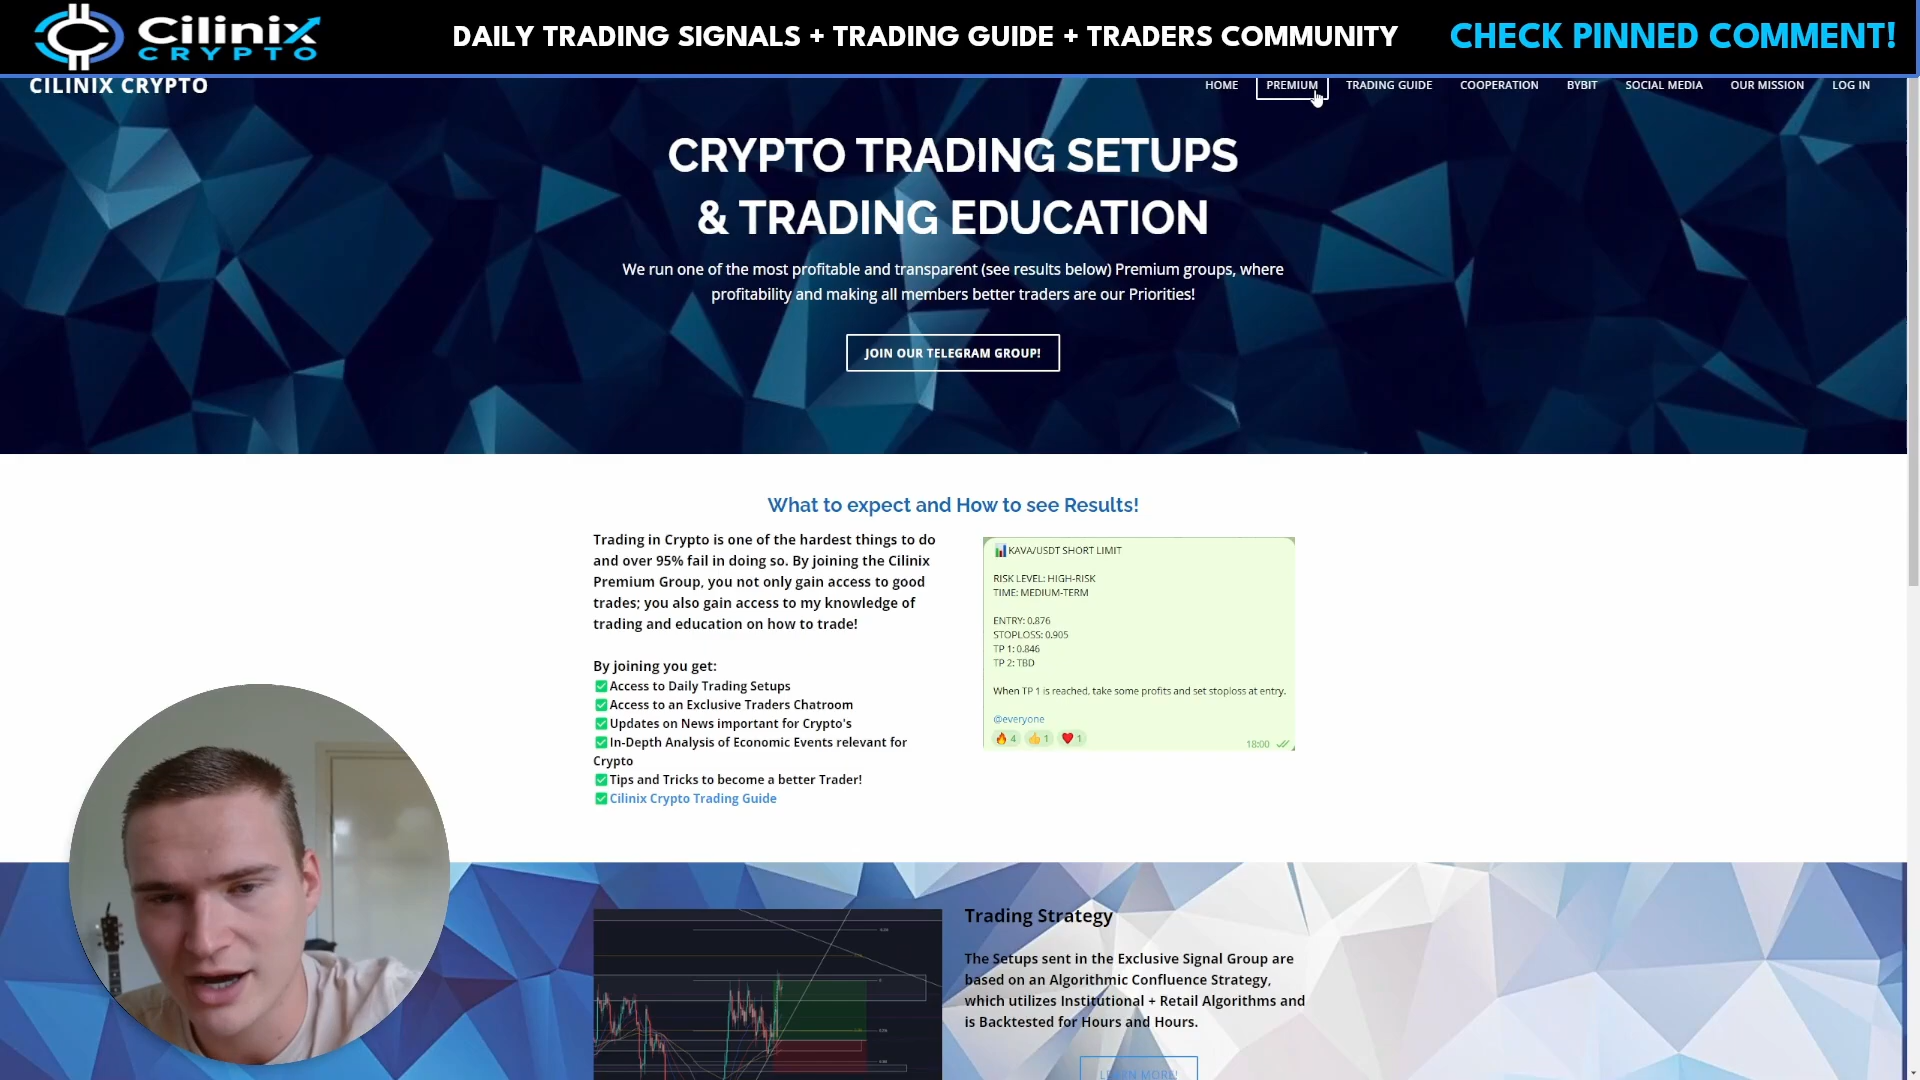 Cilinix
CRYPTO
DAILY TRADING SIGNALS + TRADING GUIDE + TRADERS COMMUNITY
CHECK PINNED COMMENT!
CILINIX CRYPTO
HOME
PREMIUM
TRADING GUIDE
COOPERATION
BYBIT
SOCIAL MEDIA
OUR MISSION
LOG IN
CRYPTO TRADING SETUPS
& TRADING EDUCATION
We run one of the most profitable and transparent (see results below) Premium groups, where
profitability and making all members better traders are our Priorities!
JOIN OUR TELEGRAM GROUP!
What to expect and How to see Results!
Trading in Crypto is one of the hardest things to do
and over 95% fail in doing so. By joining the Cilinix
Premium Group, you not only gain access to good
trades; you also gain access to my knowledge of
trading and education on how to trade!
By joining you get:
✅Access to Daily Trading Setups
✅Access to an Exclusive Traders Chatroom
✅Updates on News important for Crypto's
✅In-Depth Analysis of Economic Events relevant for
Crypto
✅Tips and Tricks to become a better Trader!
✅Cilinix Crypto Trading Guide
📊KAVA/USDT SHORT LIMIT
RISK LEVEL: HIGH-RISK
TIME: MEDIUM-TERM
ENTRY: 0.876
STOPLOSS: 0.905
TP 1: 0.846
TP 2: TBD
When TP 1 is reached, take some profits and set stoploss at entry.
@everyone
🔥 4 👍 1 ❤️ 1
18:00
Trading Strategy
The Setups sent in the Exclusive Signal Group are
based on an Algorithmic Confluence Strategy,
which utilizes Institutional + Retail Algorithms and
is Backtested for Hours and Hours.
LEARN MORE!